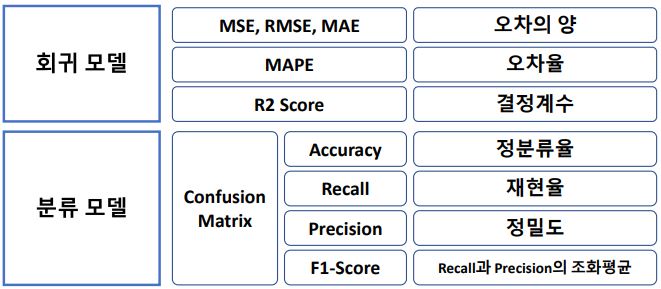 회귀 모델
MSE, RMSE, MAE
오차의 양
MAPE
오차율
R2 Score
결정계수
분류 모델
Confusion
Matrix
Accuracy
정분류율
Recall
재현율
Precision
정밀도
F1-Score
Recall과 Precision의 조화평균